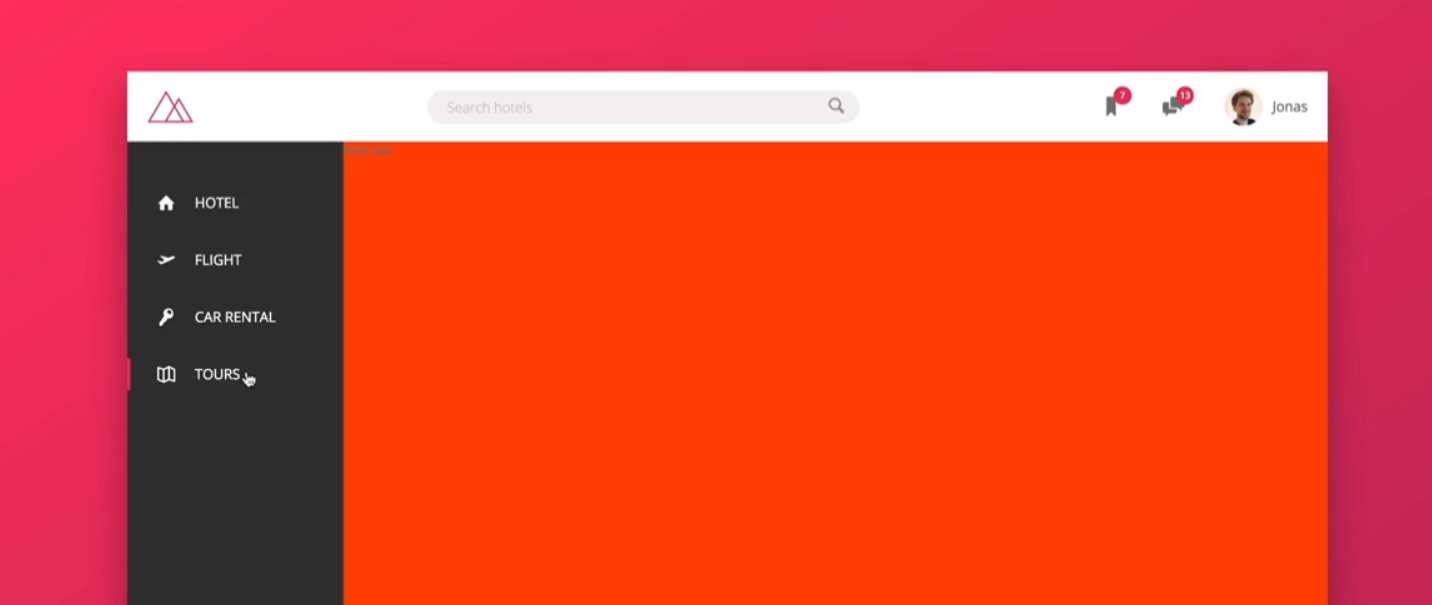 Search hotels
7
13
Jonas
HOTEL
FLIGHT
CAR RENTAL
TOURS